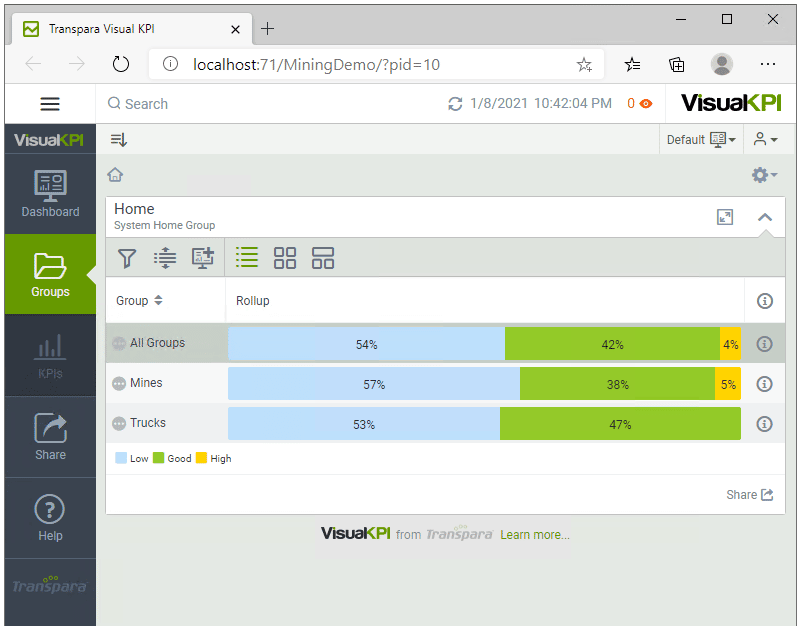 Transpara Visual KPI
localhost:71/MiningDemo/?pid=10
Search
1/8/2021 10:42:04 PM
0
VisualKPI
VisualKPI
Default
Dashboard
Groups
KPIs
Share
Help
Transpara
Home
System Home Group
Group
Rollup
All Groups
54%
42%
4%
Mines
57%
38%
5%
Trucks
53%
47%
Low
Good
High
Share
VisualKPI from Transpara Learn more...